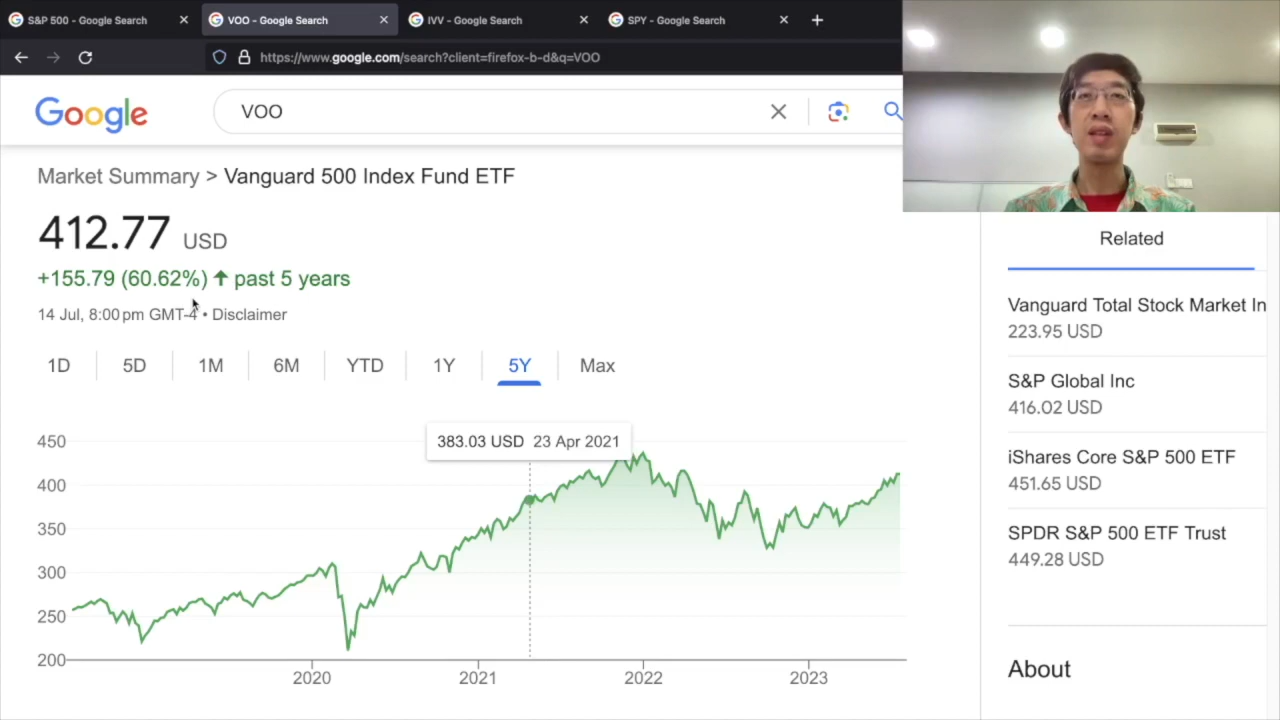 S&P 500 - Google Search
VOO - Google Search
IVV - Google Search
SPY - Google Search
https://www.google.com/search?client=firefox-b-d&q=VOO
Google
VOO
Market Summary > Vanguard 500 Index Fund ETF
412.77 USD
+155.79 (60.62%) ↑ past 5 years
14 Jul, 8:00 pm GMT-4 • Disclaimer
1D 5D 1M 6M YTD 1Y 5Y Max
383.03 USD 23 Apr 2021
450
400
350
300
250
200
2020 2021 2022 2023
Related
Vanguard Total Stock Market In
223.95 USD
S&P Global Inc
416.02 USD
iShares Core S&P 500 ETF
451.65 USD
SPDR S&P 500 ETF Trust
449.28 USD
About